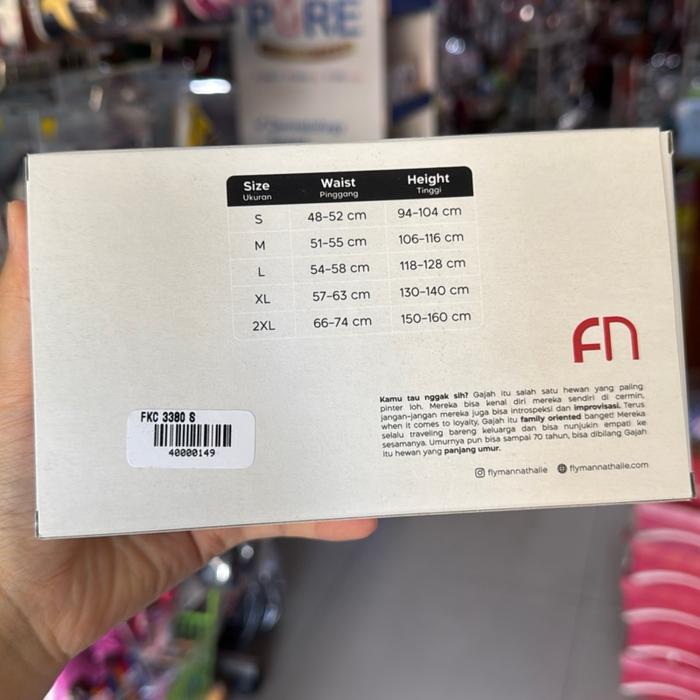 PURE
Size Waist Height
Ukuran Pinggang Tinggi
S 48-52 cm 94-104 cm
M 51-55 cm 106-116 cm
L 54-58 cm 118-128 cm
XL 57-63 cm 130-140 cm
2XL 66-74 cm 150-160 cm
FN
Kamu tau nggak sih? Gajah itu salah satu hewan yang paling
pinter loh. Mereka bisa kenal diri mereka sendiri di cermin,
jangan-jangan mereka juga bisa introspeksi dan improvisasi. Terus
when it comes to loyalty, Gajah itu family oriented banget! Mereka
selalu traveling bareng keluarga dan bisa nunjukin empati ke
sesamanya. Umurnya pun bisa sampai 70 tahun, bisa dibilang Gajah
itu hewan yang panjang umur.
flymannathalie flymannathalie.com
FKC 3380 S
40000149